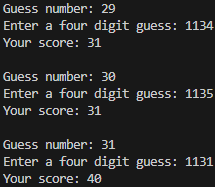 Guess number: 29
Enter a four digit guess: 1134
Your score: 31
Guess number: 30
Enter a four digit guess: 1135
Your score: 31
Guess number: 31
Enter a four digit guess: 1131
Your score: 40